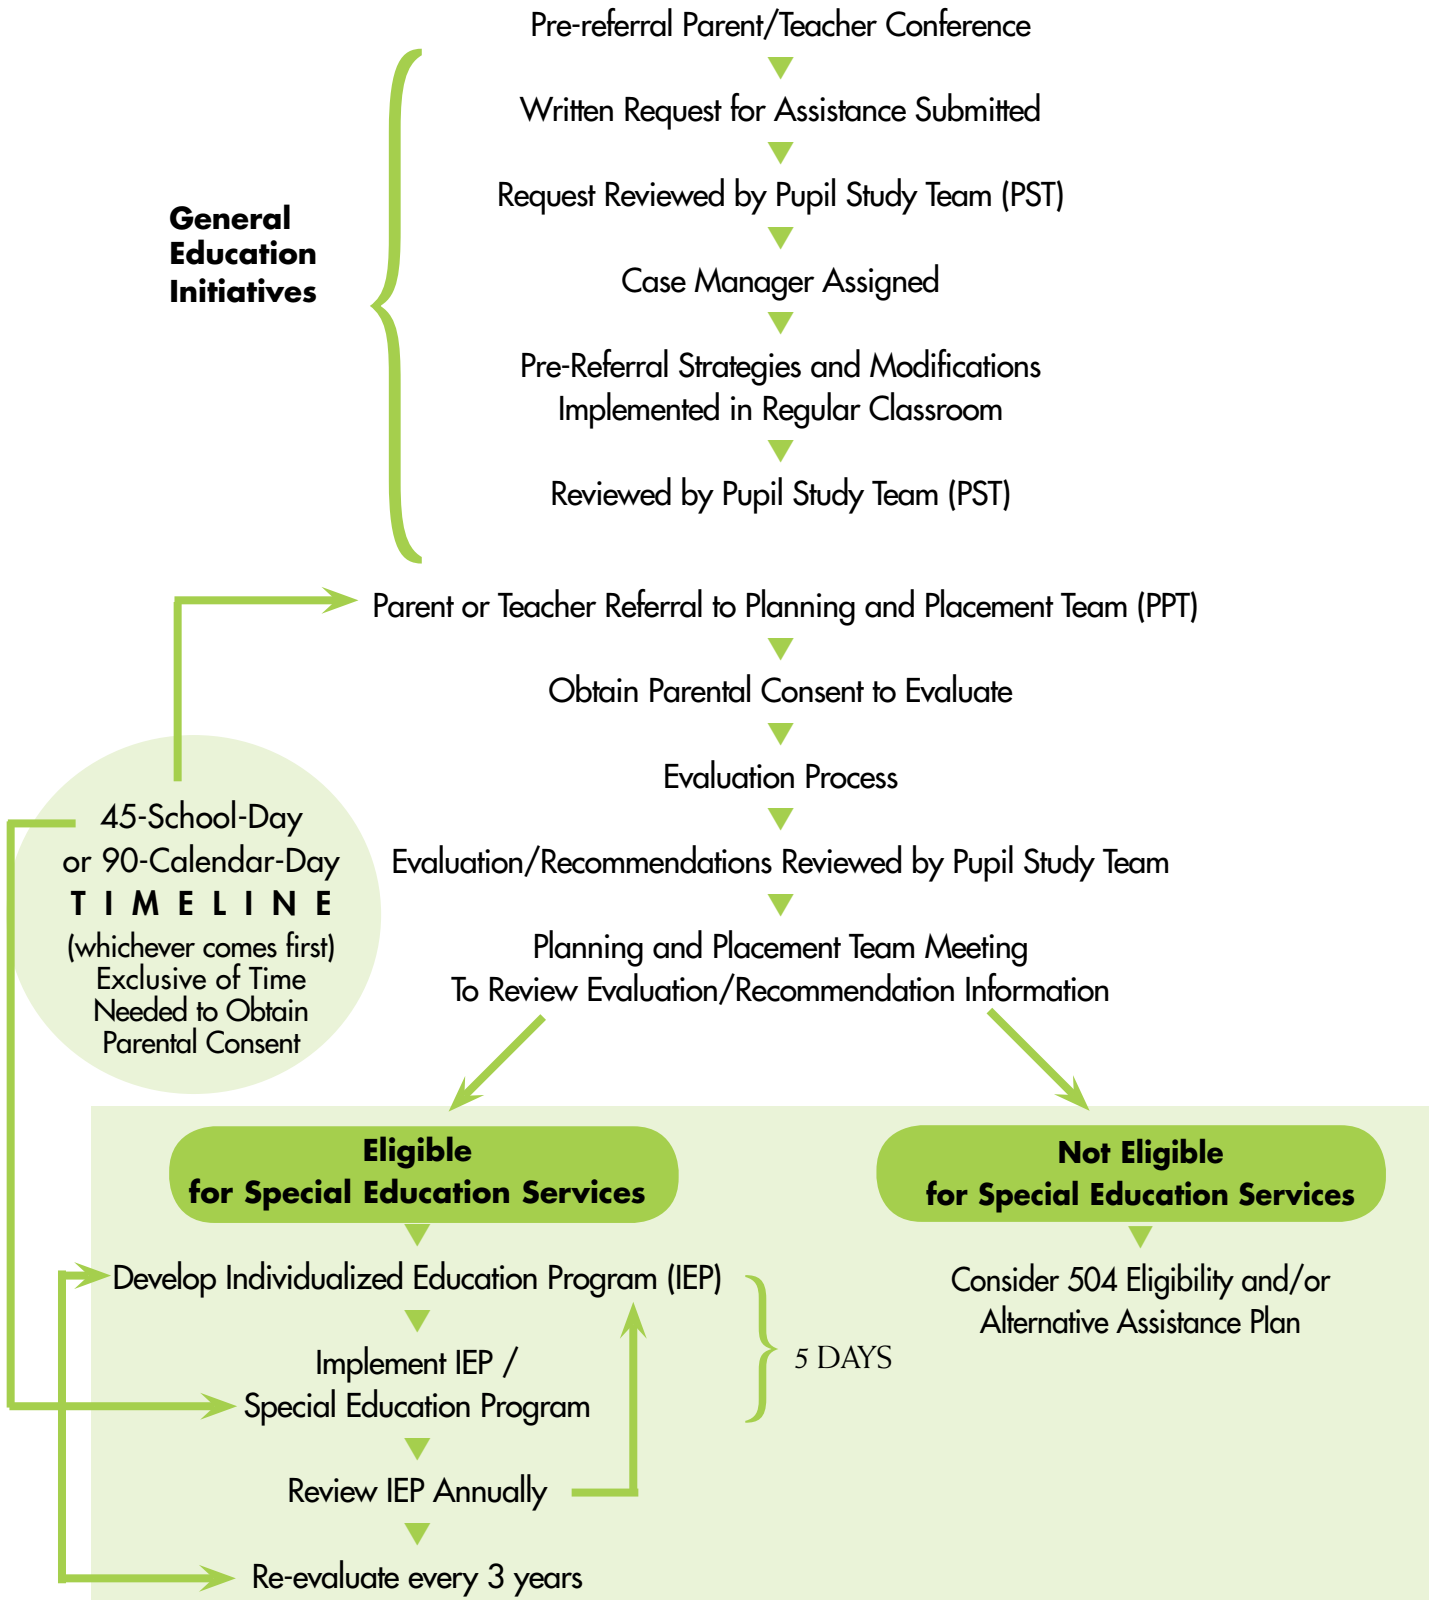 Pre-referral Parent/Teacher Conference
Written Request for Assistance Submitted
Request Reviewed by Pupil Study Team (PST)
General
Education
Initiatives
Case Manager Assigned
Pre-Referral Strategies and Modifications
Implemented in Regular Classroom
Reviewed by Pupil Study Team (PST)
Parent or Teacher Referral to Planning and Placement Team (PPT)
Obtain Parental Consent to Evaluate
Evaluation Process
45-School-Day
or 90-Calendar-Day
T I M E L I N E
(whichever comes first)
Exclusive of Time
Needed to Obtain
Parental Consent
Evaluation/Recommendations Reviewed by Pupil Study Team
Planning and Placement Team Meeting
To Review Evaluation/Recommendation Information
Eligible
for Special Education Services
Develop Individualized Education Program (IEP)
Implement IEP /
Special Education Program
5 DAYS
Review IEP Annually
Re-evaluate every 3 years
Not Eligible
for Special Education Services
Consider 504 Eligibility and/or
Alternative Assistance Plan